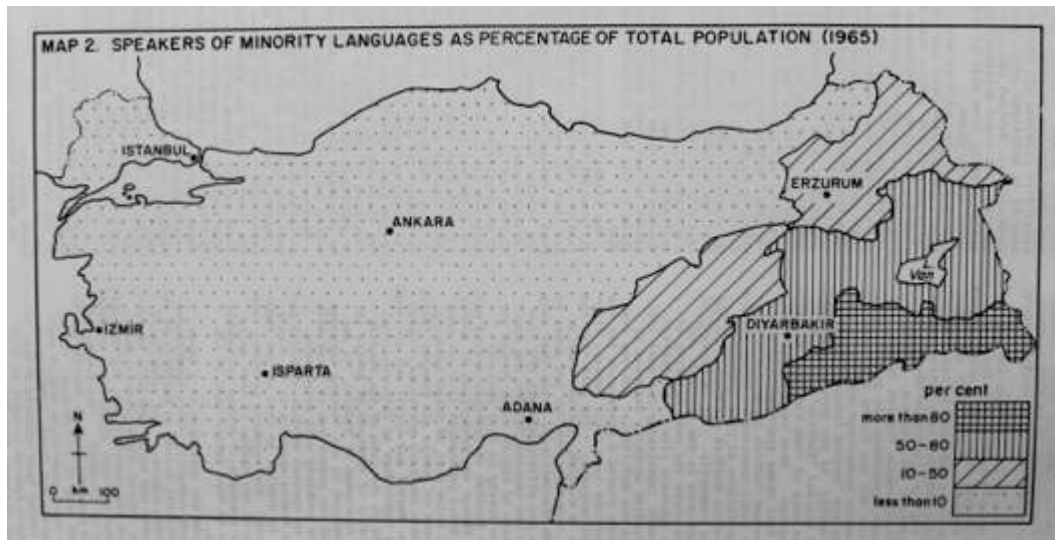 MAP 2. SPEAKERS OF MINORITY LANGUAGES AS PERCENTAGE OF TOTAL POPULATION (1965)
ISTANBUL
ERZURUM
ANKARA
L. Van
IZMİR
DIYARBAKIR
ISPARTA
ADANA
N
0 km 100
per cent
more than 80
50-80
10-50
less than 10